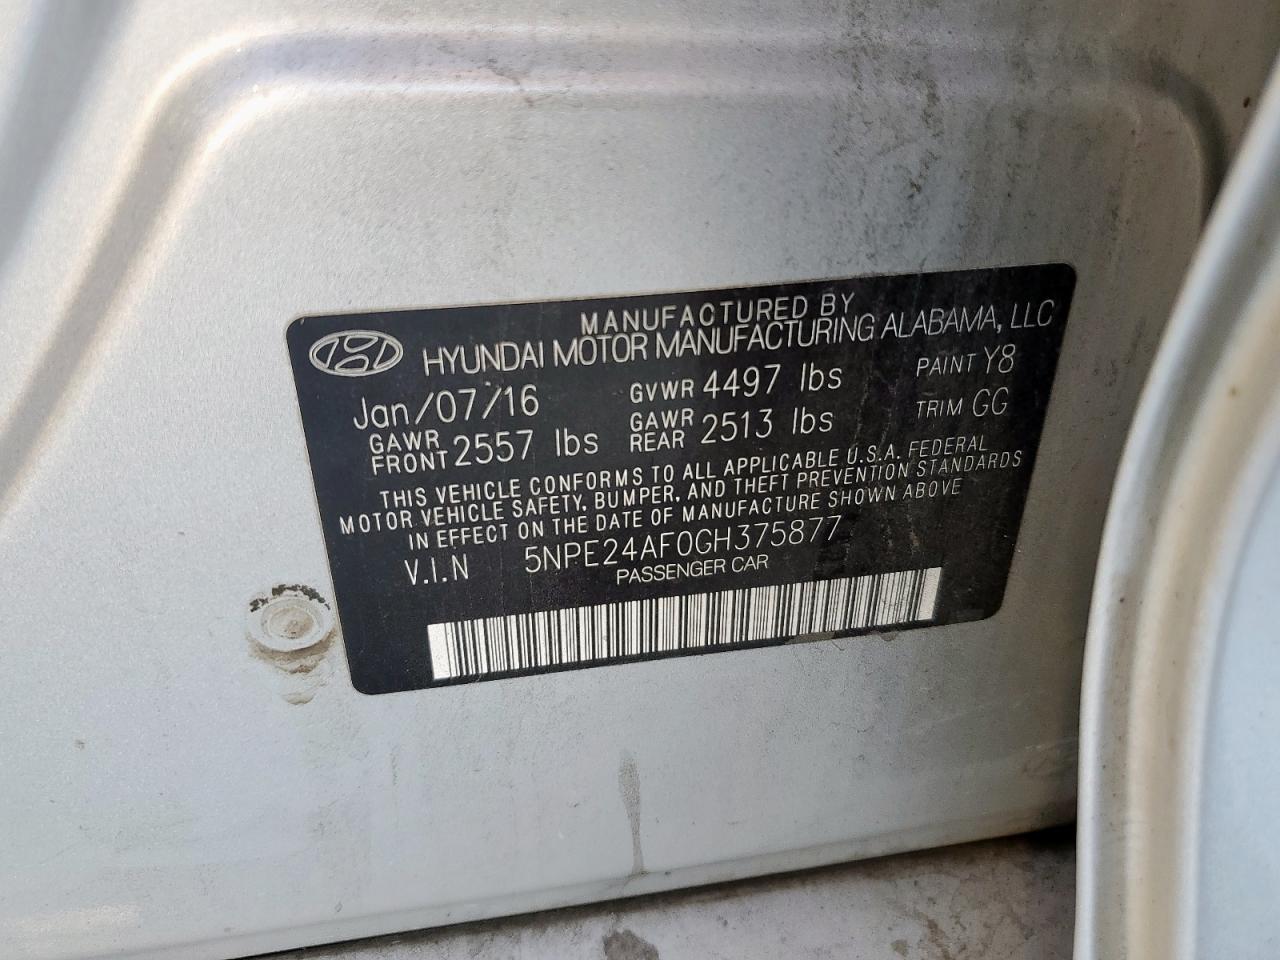 MANUFACTURED BY
HYUNDAI MOTOR MANUFACTURING ALABAMA, LLC
Jan/07/16 GVWR 4497 lbs PAINT Y8
GAWR FRONT 2557 lbs GAWR REAR 2513 lbs TRIM GG
THIS VEHICLE CONFORMS TO ALL APPLICABLE U.S.A. FEDERAL
MOTOR VEHICLE SAFETY, BUMPER, AND THEFT PREVENTION STANDARDS
IN EFFECT ON THE DATE OF MANUFACTURE SHOWN ABOVE
V.I.N 5NPE24AF0GH375877
PASSENGER CAR